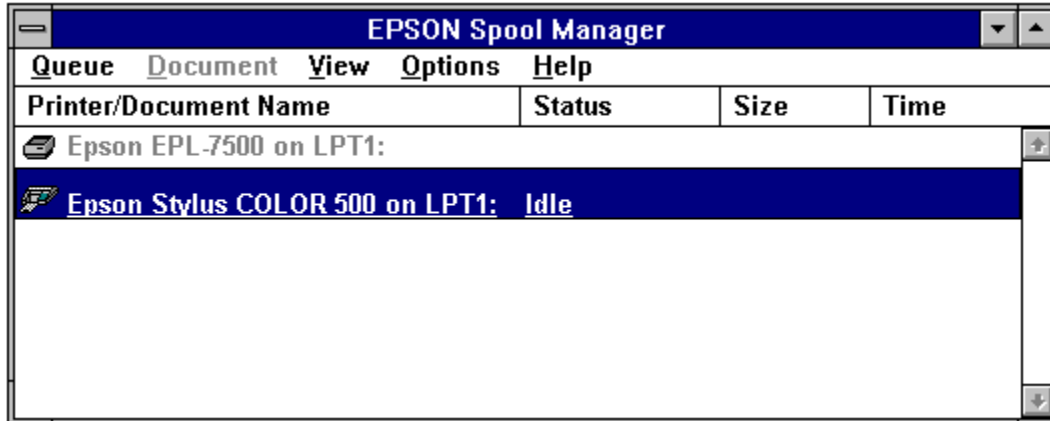 EPSON Spool Manager
Queue Document View Options Help
Printer/Document Name Status Size Time
Epson EPL-7500 on LPT1:
Epson Stylus COLOR 500 on LPT1: Idle